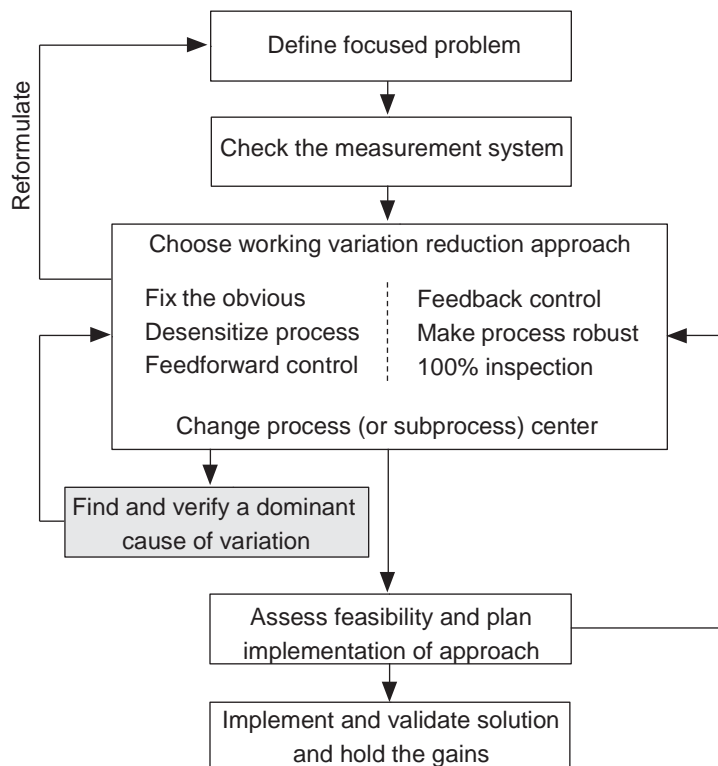 Define focused problem
Reformulate
Check the measurement system
Choose working variation reduction approach
Fix the obvious
Desensitize process
Feedforward control
Feedback control
Make process robust
100% inspection
Change process (or subprocess) center
Find and verify a dominant
cause of variation
Assess feasibility and plan
implementation of approach
Implement and validate solution
and hold the gains